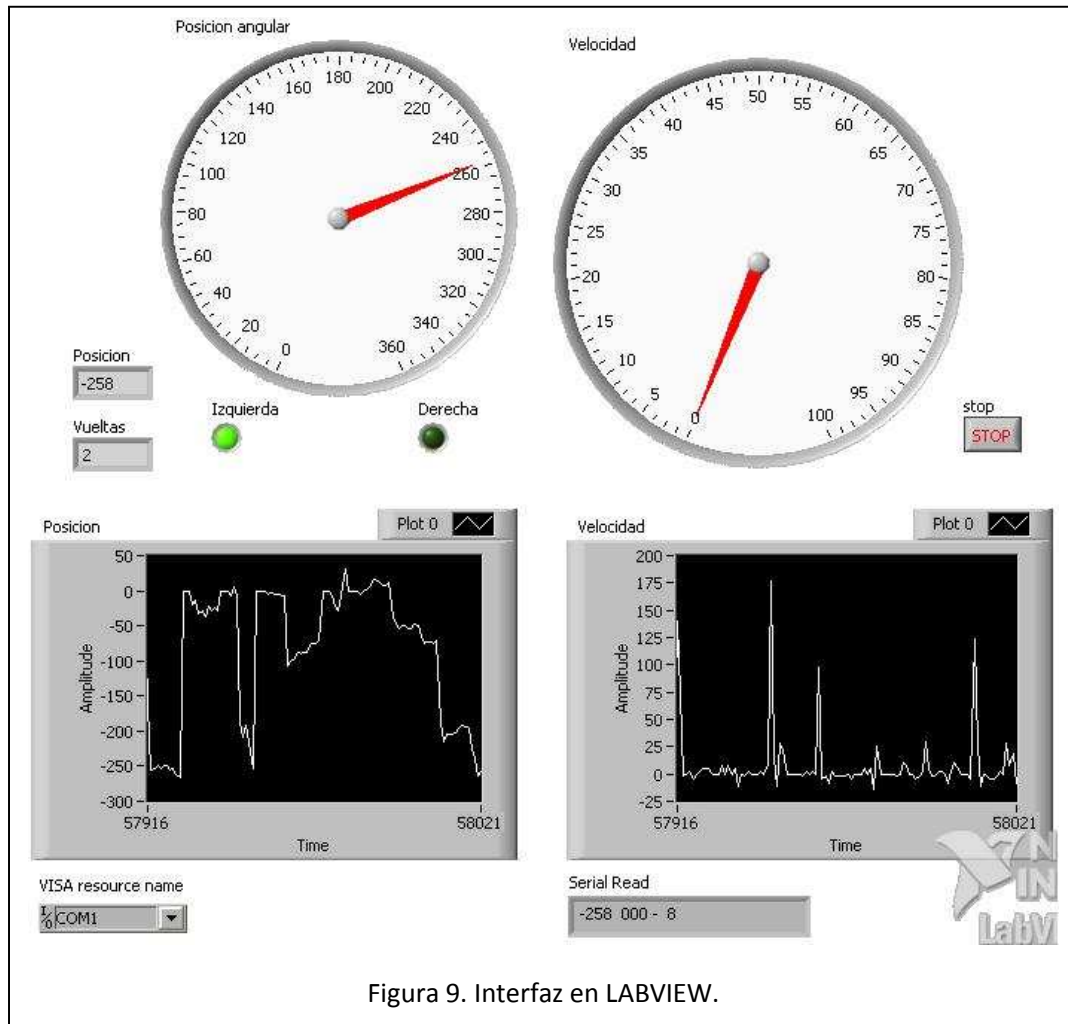 Posicion angular
0 20 40 60 80 100 120 140 160 180 200 220 240 260 280 300 320 340 360
Velocidad
0 5 10 15 20 25 30 35 40 45 50 55 60 65 70 75 80 85 90 95 100
Posicion
-258
Vueltas
2
Izquierda
Derecha
stop
STOP
Posicion
Plot 0
50
0
-50
-100
-150
-200
-250
-300
Amplitude
57916 58021
Time
Velocidad
Plot 0
200
175
150
125
100
75
50
25
0
-25
Amplitude
57916 58021
Time
VISA resource name
I/O COM1
Serial Read
-258 000 - 8
N
IN
LabVI
Figura 9. Interfaz en LABVIEW.